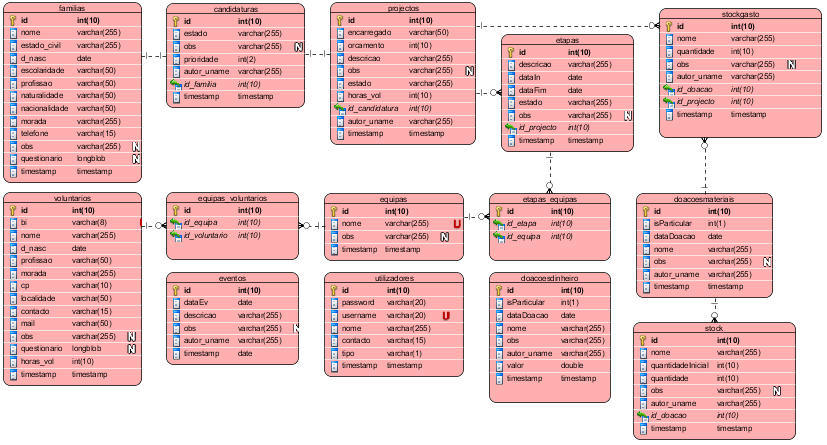 familias
id int(10)
nome varchar(255)
estado_civil varchar(255)
d_nasc date
escolaridade varchar(50)
profissao varchar(50)
naturalidade varchar(50)
nacionalidade varchar(50)
morada varchar(255)
telefone varchar(15)
obs varchar(255) N
questionario longblob N
timestamp timestamp
candidaturas
id int(10)
estado varchar(255)
obs varchar(255) N
prioridade int(2)
autor_uname varchar(255)
id_familia int(10)
timestamp timestamp
projectos
id int(10)
encarregado varchar(50)
orcamento int(10)
descricao varchar(255)
obs varchar(255) N
estado varchar(255)
horas_vol int(10)
id_candidatura int(10)
autor_uname varchar(255)
timestamp timestamp
etapas
id int(10)
descricao varchar(255)
dataIn date
dataFim date
estado varchar(255)
obs varchar(255) N
id_projecto int(10)
timestamp timestamp
stockgasto
id int(10)
nome varchar(255)
quantidade int(10)
obs varchar(255) N
autor_uname varchar(255)
id_doacao int(10)
id_projecto int(10)
timestamp timestamp
voluntarios
id int(10)
bi varchar(8)
nome varchar(255)
d_nasc date
profissao varchar(50)
morada varchar(255)
cp varchar(10)
localidade varchar(50)
contacto varchar(15)
mail varchar(50)
obs varchar(255) N
questionario longblob N
horas_vol int(10)
timestamp timestamp
equipas_voluntarios
id int(10)
id_equipa int(10)
id_voluntario int(10)
equipas
id int(10)
nome varchar(255) U
obs varchar(255) N
timestamp timestamp
etapas_equipas
id int(10)
id_etapa int(10)
id_equipa int(10)
doacoesmateriais
id int(10)
isParticular int(1)
dataDoacao date
nome varchar(255)
obs varchar(255) N
autor_uname varchar(255)
timestamp timestamp
eventos
id int(10)
dataEv date
descricao varchar(255)
obs varchar(255) N
autor_uname varchar(255)
timestamp date
utilizadores
id int(10)
password varchar(20)
username varchar(20) U
nome varchar(255)
contacto varchar(15)
tipo varchar(1)
timestamp timestamp
doacoesdinheiro
id int(10)
isParticular int(1)
dataDoacao date
nome varchar(255)
obs varchar(255)
autor_uname varchar(255)
valor double
timestamp timestamp
stock
id int(10)
nome varchar(255)
quantidadeInicial int(10)
quantidade int(10)
obs varchar(255) N
autor_uname varchar(255)
id_doacao int(10)
timestamp timestamp